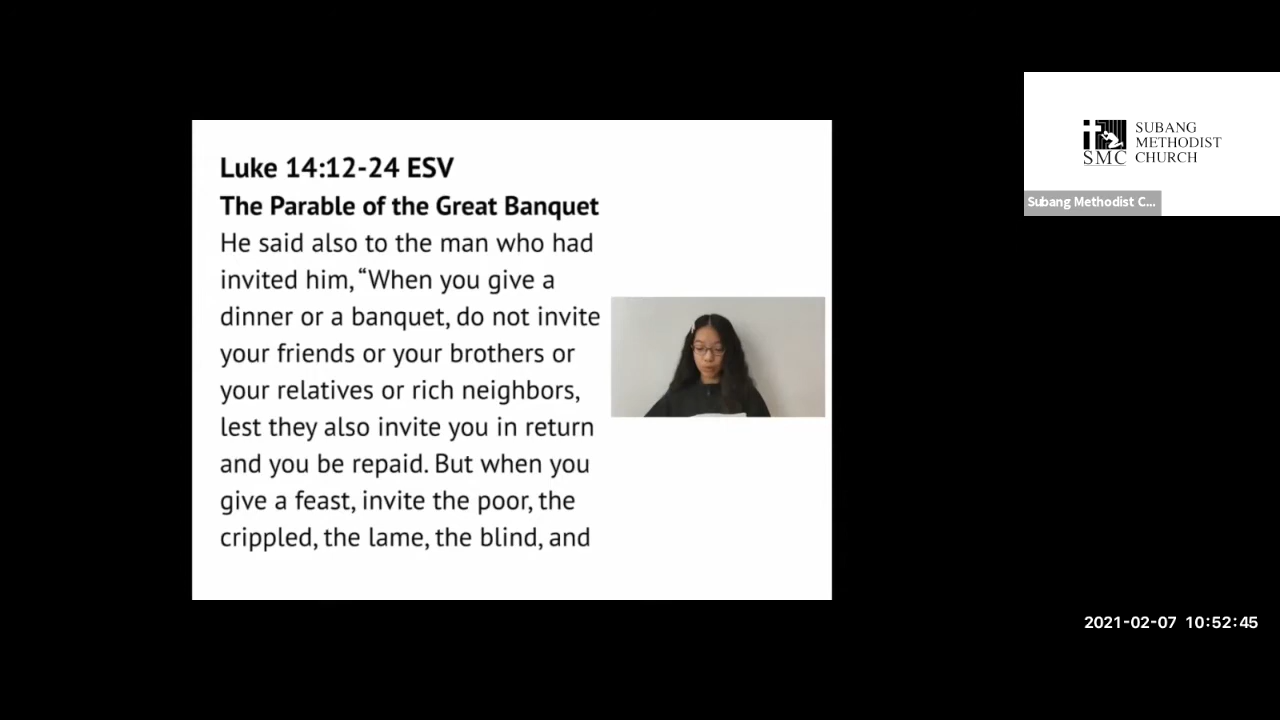 Luke 14:12-24 ESV
The Parable of the Great Banquet
He said also to the man who had
invited him, “When you give a
dinner or a banquet, do not invite
your friends or your brothers or
your relatives or rich neighbors,
lest they also invite you in return
and you be repaid. But when you
give a feast, invite the poor, the
crippled, the lame, the blind, and
SMC
SUBANG
METHODIST
CHURCH
Subang Methodist C...
2021-02-07 10:52:45